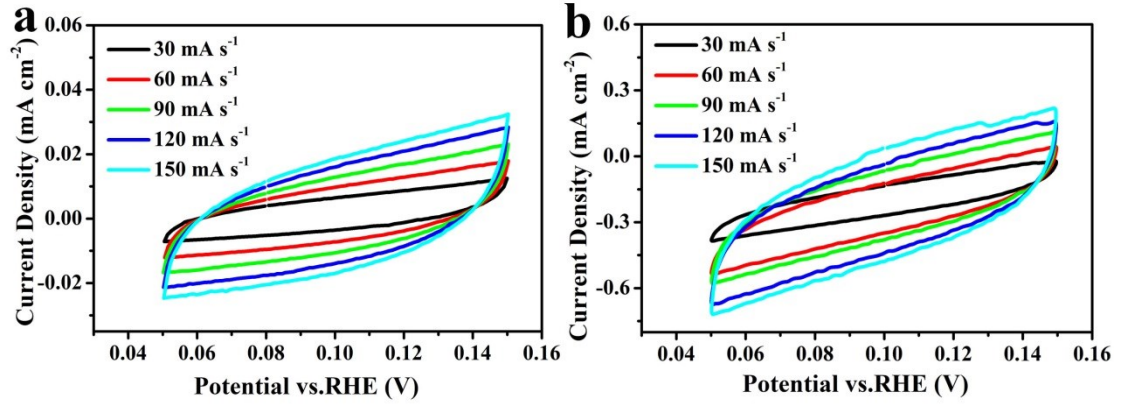 a
0.06
0.04
0.02
0.00
-0.02
Current Density (mA cm⁻²)
30 mA s⁻¹
60 mA s⁻¹
90 mA s⁻¹
120 mA s⁻¹
150 mA s⁻¹
0.04 0.06 0.08 0.10 0.12 0.14 0.16
Potential vs.RHE (V)
b
0.6
0.3
0.0
-0.3
-0.6
Current Density (mA cm⁻²)
30 mA s⁻¹
60 mA s⁻¹
90 mA s⁻¹
120 mA s⁻¹
150 mA s⁻¹
0.04 0.06 0.08 0.10 0.12 0.14 0.16
Potential vs.RHE (V)